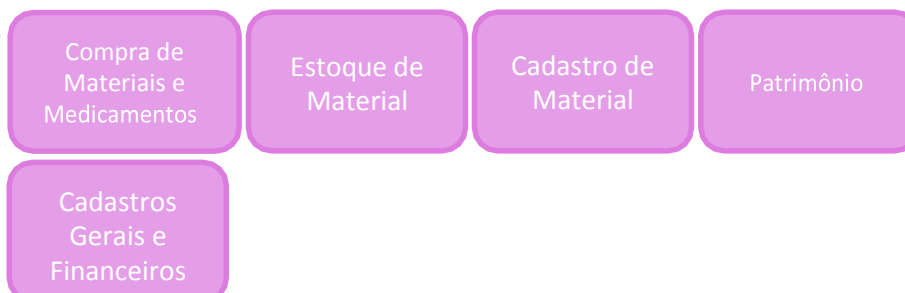 Compra de
Materiais e
Medicamentos
Estoque de
Material
Cadastro de
Material
Patrimônio
Cadastros
Gerais e
Financeiros